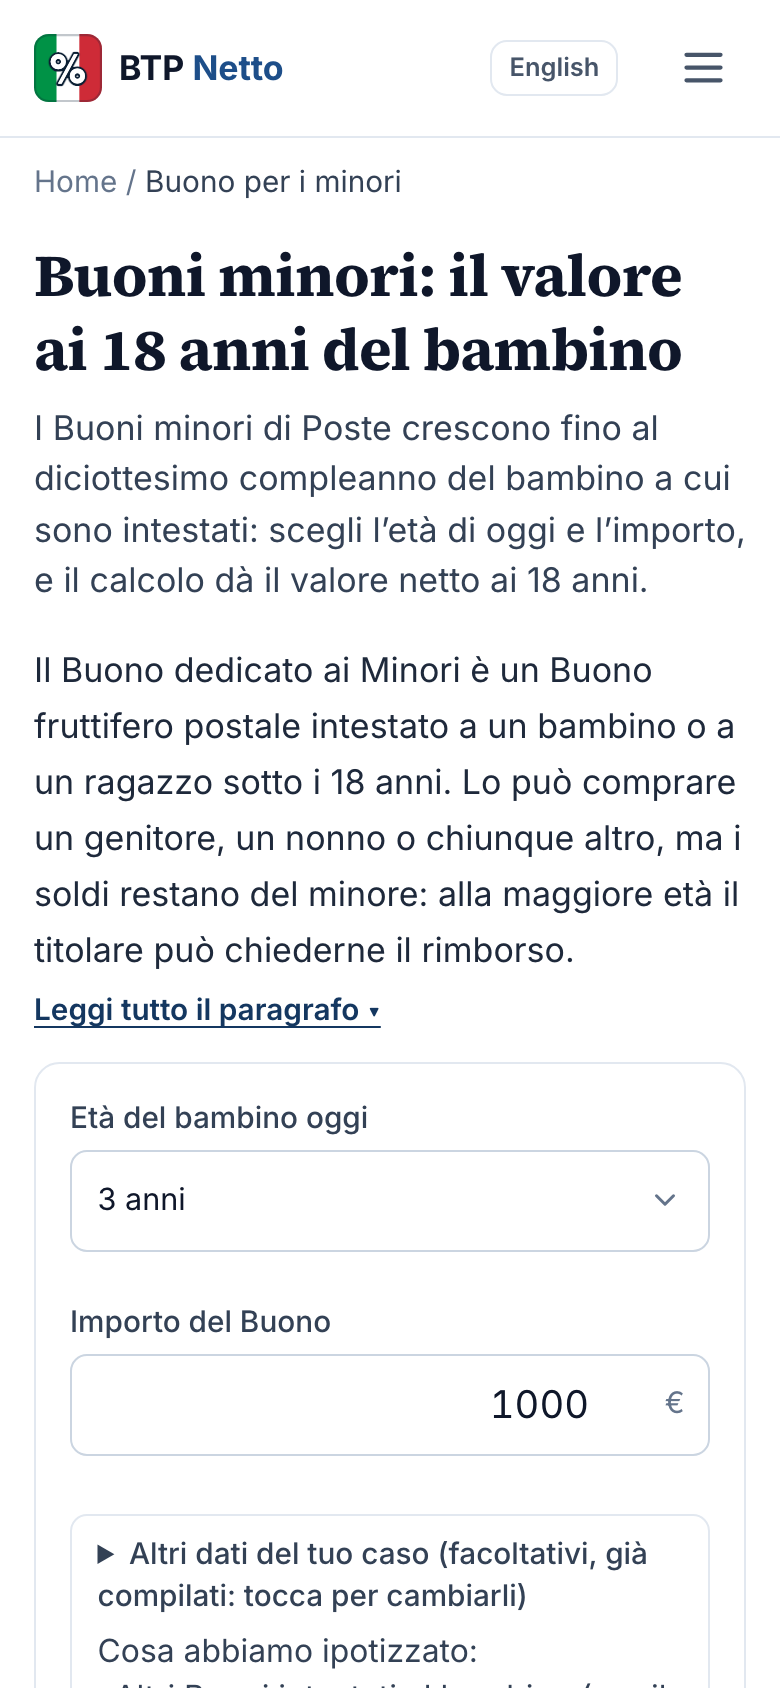 %
BTP Netto
English
Home / Buono per i minori
Buoni minori: il valore
ai 18 anni del bambino
I Buoni minori di Poste crescono fino al
diciottesimo compleanno del bambino a cui
sono intestati: scegli l’età di oggi e l’importo,
e il calcolo dà il valore netto ai 18 anni.
Il Buono dedicato ai Minori è un Buono
fruttifero postale intestato a un bambino o a
un ragazzo sotto i 18 anni. Lo può comprare
un genitore, un nonno o chiunque altro, ma i
soldi restano del minore: alla maggiore età il
titolare può chiederne il rimborso.
Leggi tutto il paragrafo ▾
Età del bambino oggi
3 anni
Importo del Buono
1000 €
▶ Altri dati del tuo caso (facoltativi, già
compilati: tocca per cambiarli)
Cosa abbiamo ipotizzato: